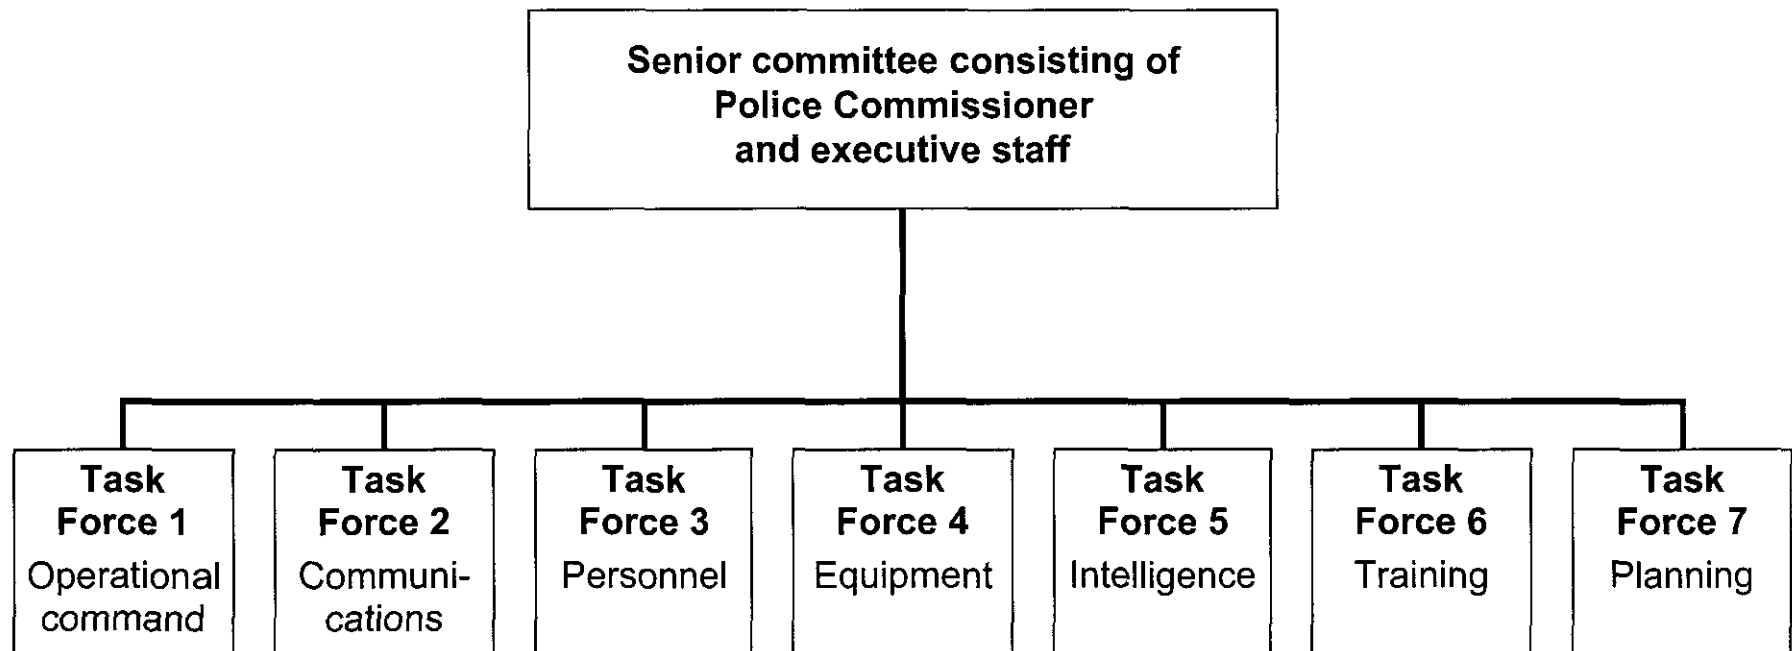 Senior committee consisting of
Police Commissioner
and executive staff
Task
Force 1
Operational
command
Task
Force 2
Communi-
cations
Task
Force 3
Personnel
Task
Force 4
Equipment
Task
Force 5
Intelligence
Task
Force 6
Training
Task
Force 7
Planning